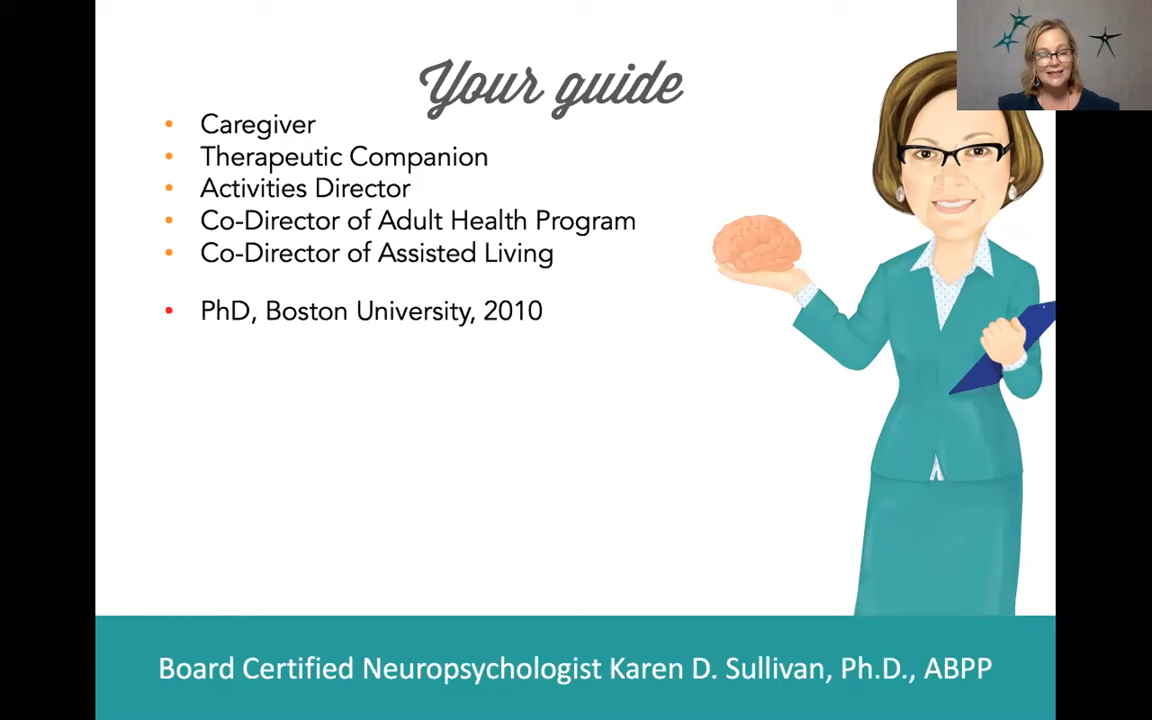 Your guide
• Caregiver
• Therapeutic Companion
• Activities Director
• Co-Director of Adult Health Program
• Co-Director of Assisted Living
• PhD, Boston University, 2010
Board Certified Neuropsychologist Karen D. Sullivan, Ph.D., ABPP